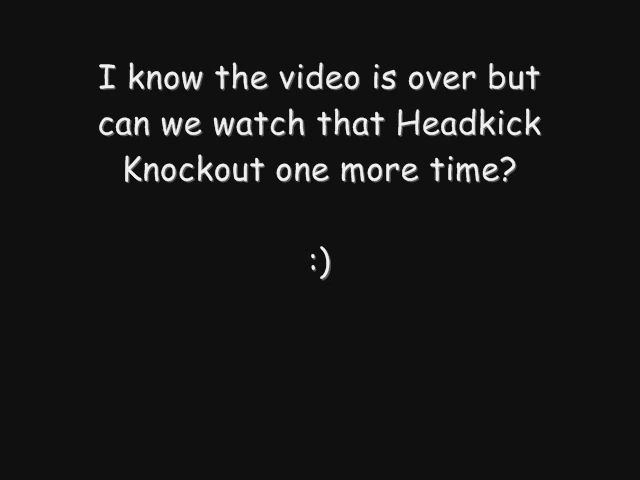 I know the video is over but
can we watch that Headkick
Knockout one more time?
:)